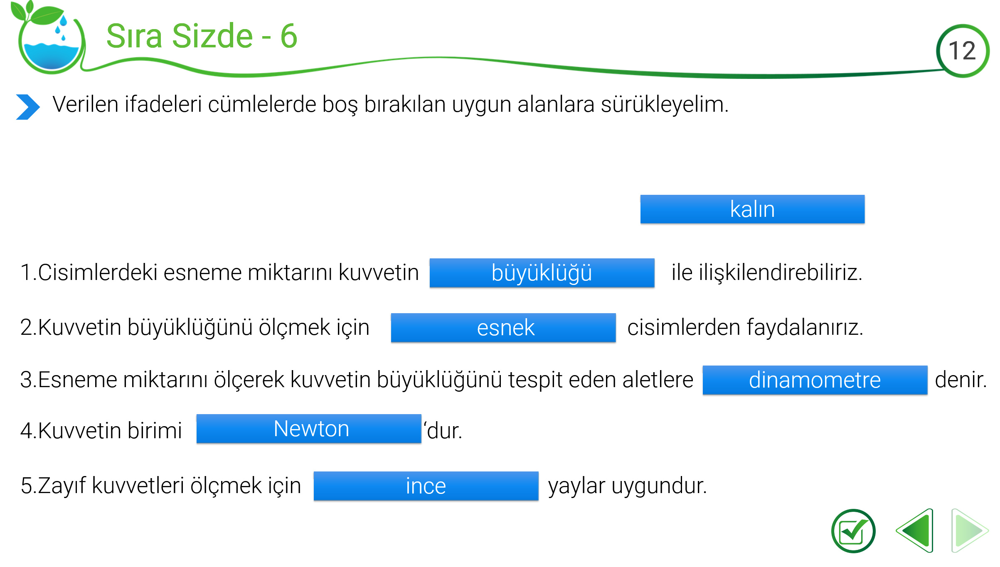 Sıra Sizde - 6
12
Verilen ifadeleri cümlelerde boş bırakılan uygun alanlara sürükleyelim.
kalın
1.Cisimlerdeki esneme miktarını kuvvetin büyüklüğü ile ilişkilendirebiliriz.
2.Kuvvetin büyüklüğünü ölçmek için esnek cisimlerden faydalanırız.
3.Esneme miktarını ölçerek kuvvetin büyüklüğünü tespit eden aletlere dinamometre denir.
4.Kuvvetin birimi Newton ‘dur.
5.Zayıf kuvvetleri ölçmek için ince yaylar uygundur.